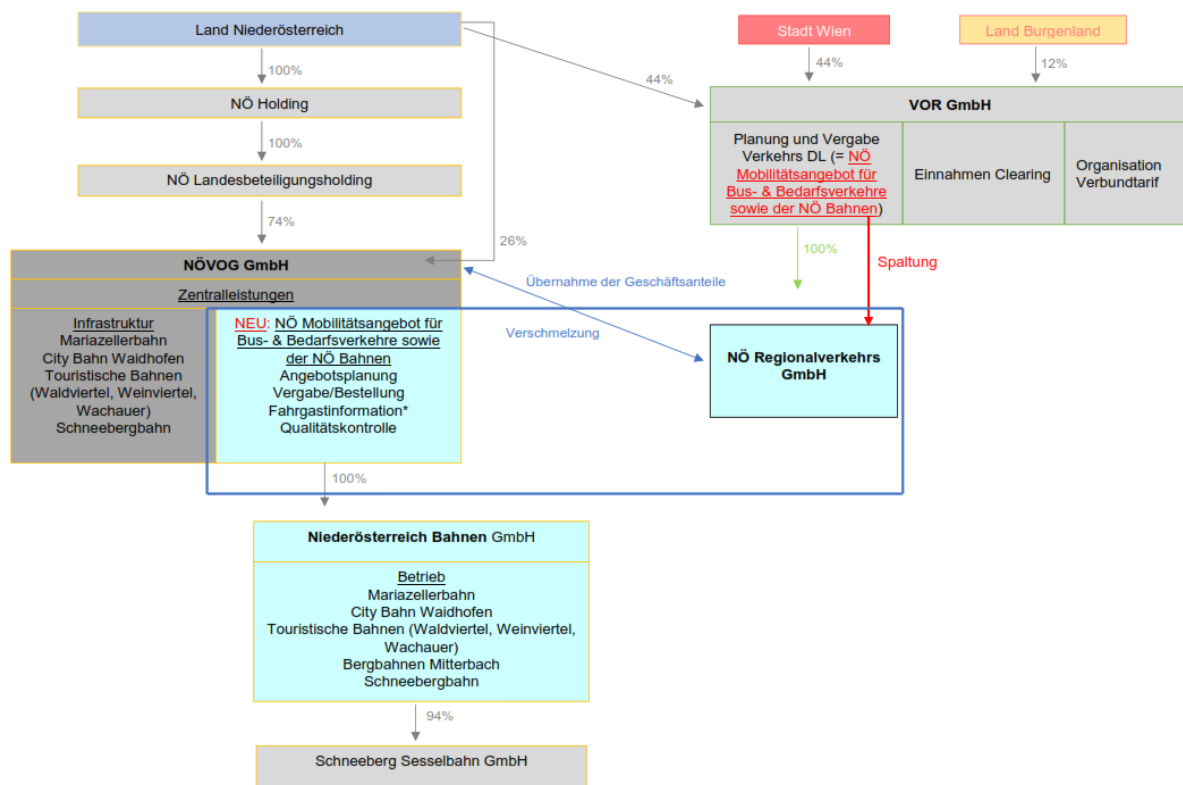 Land Niederösterreich
Stadt Wien
Land Burgenland
100%
44%
44%
12%
NÖ Holding
VOR GmbH
100%
Planung und Vergabe
Verkehrs DL (= NÖ
Mobilitätsangebot für
Bus- & Bedarfsverkehre
sowie der NÖ Bahnen)
Einnahmen Clearing
Organisation
Verbundtarif
NÖ Landesbeteiligungsholding
74%
26%
100%
Spaltung
NÖVOG GmbH
Zentralleistungen
Übernahme der Geschäftsanteile
Verschmelzung
Infrastruktur
Mariazellerbahn
City Bahn Waidhofen
Touristische Bahnen
(Waldviertel, Weinviertel,
Wachauer)
Schneebergbahn
NEU: NÖ Mobilitätsangebot für
Bus- & Bedarfsverkehre sowie
der NÖ Bahnen
Angebotsplanung
Vergabe/Bestellung
Fahrgastinformation*
Qualitätskontrolle
NÖ Regionalverkehrs
GmbH
100%
Niederösterreich Bahnen GmbH
Betrieb
Mariazellerbahn
City Bahn Waidhofen
Touristische Bahnen (Waldviertel, Weinviertel,
Wachauer)
Bergbahnen Mitterbach
Schneebergbahn
94%
Schneeberg Sesselbahn GmbH